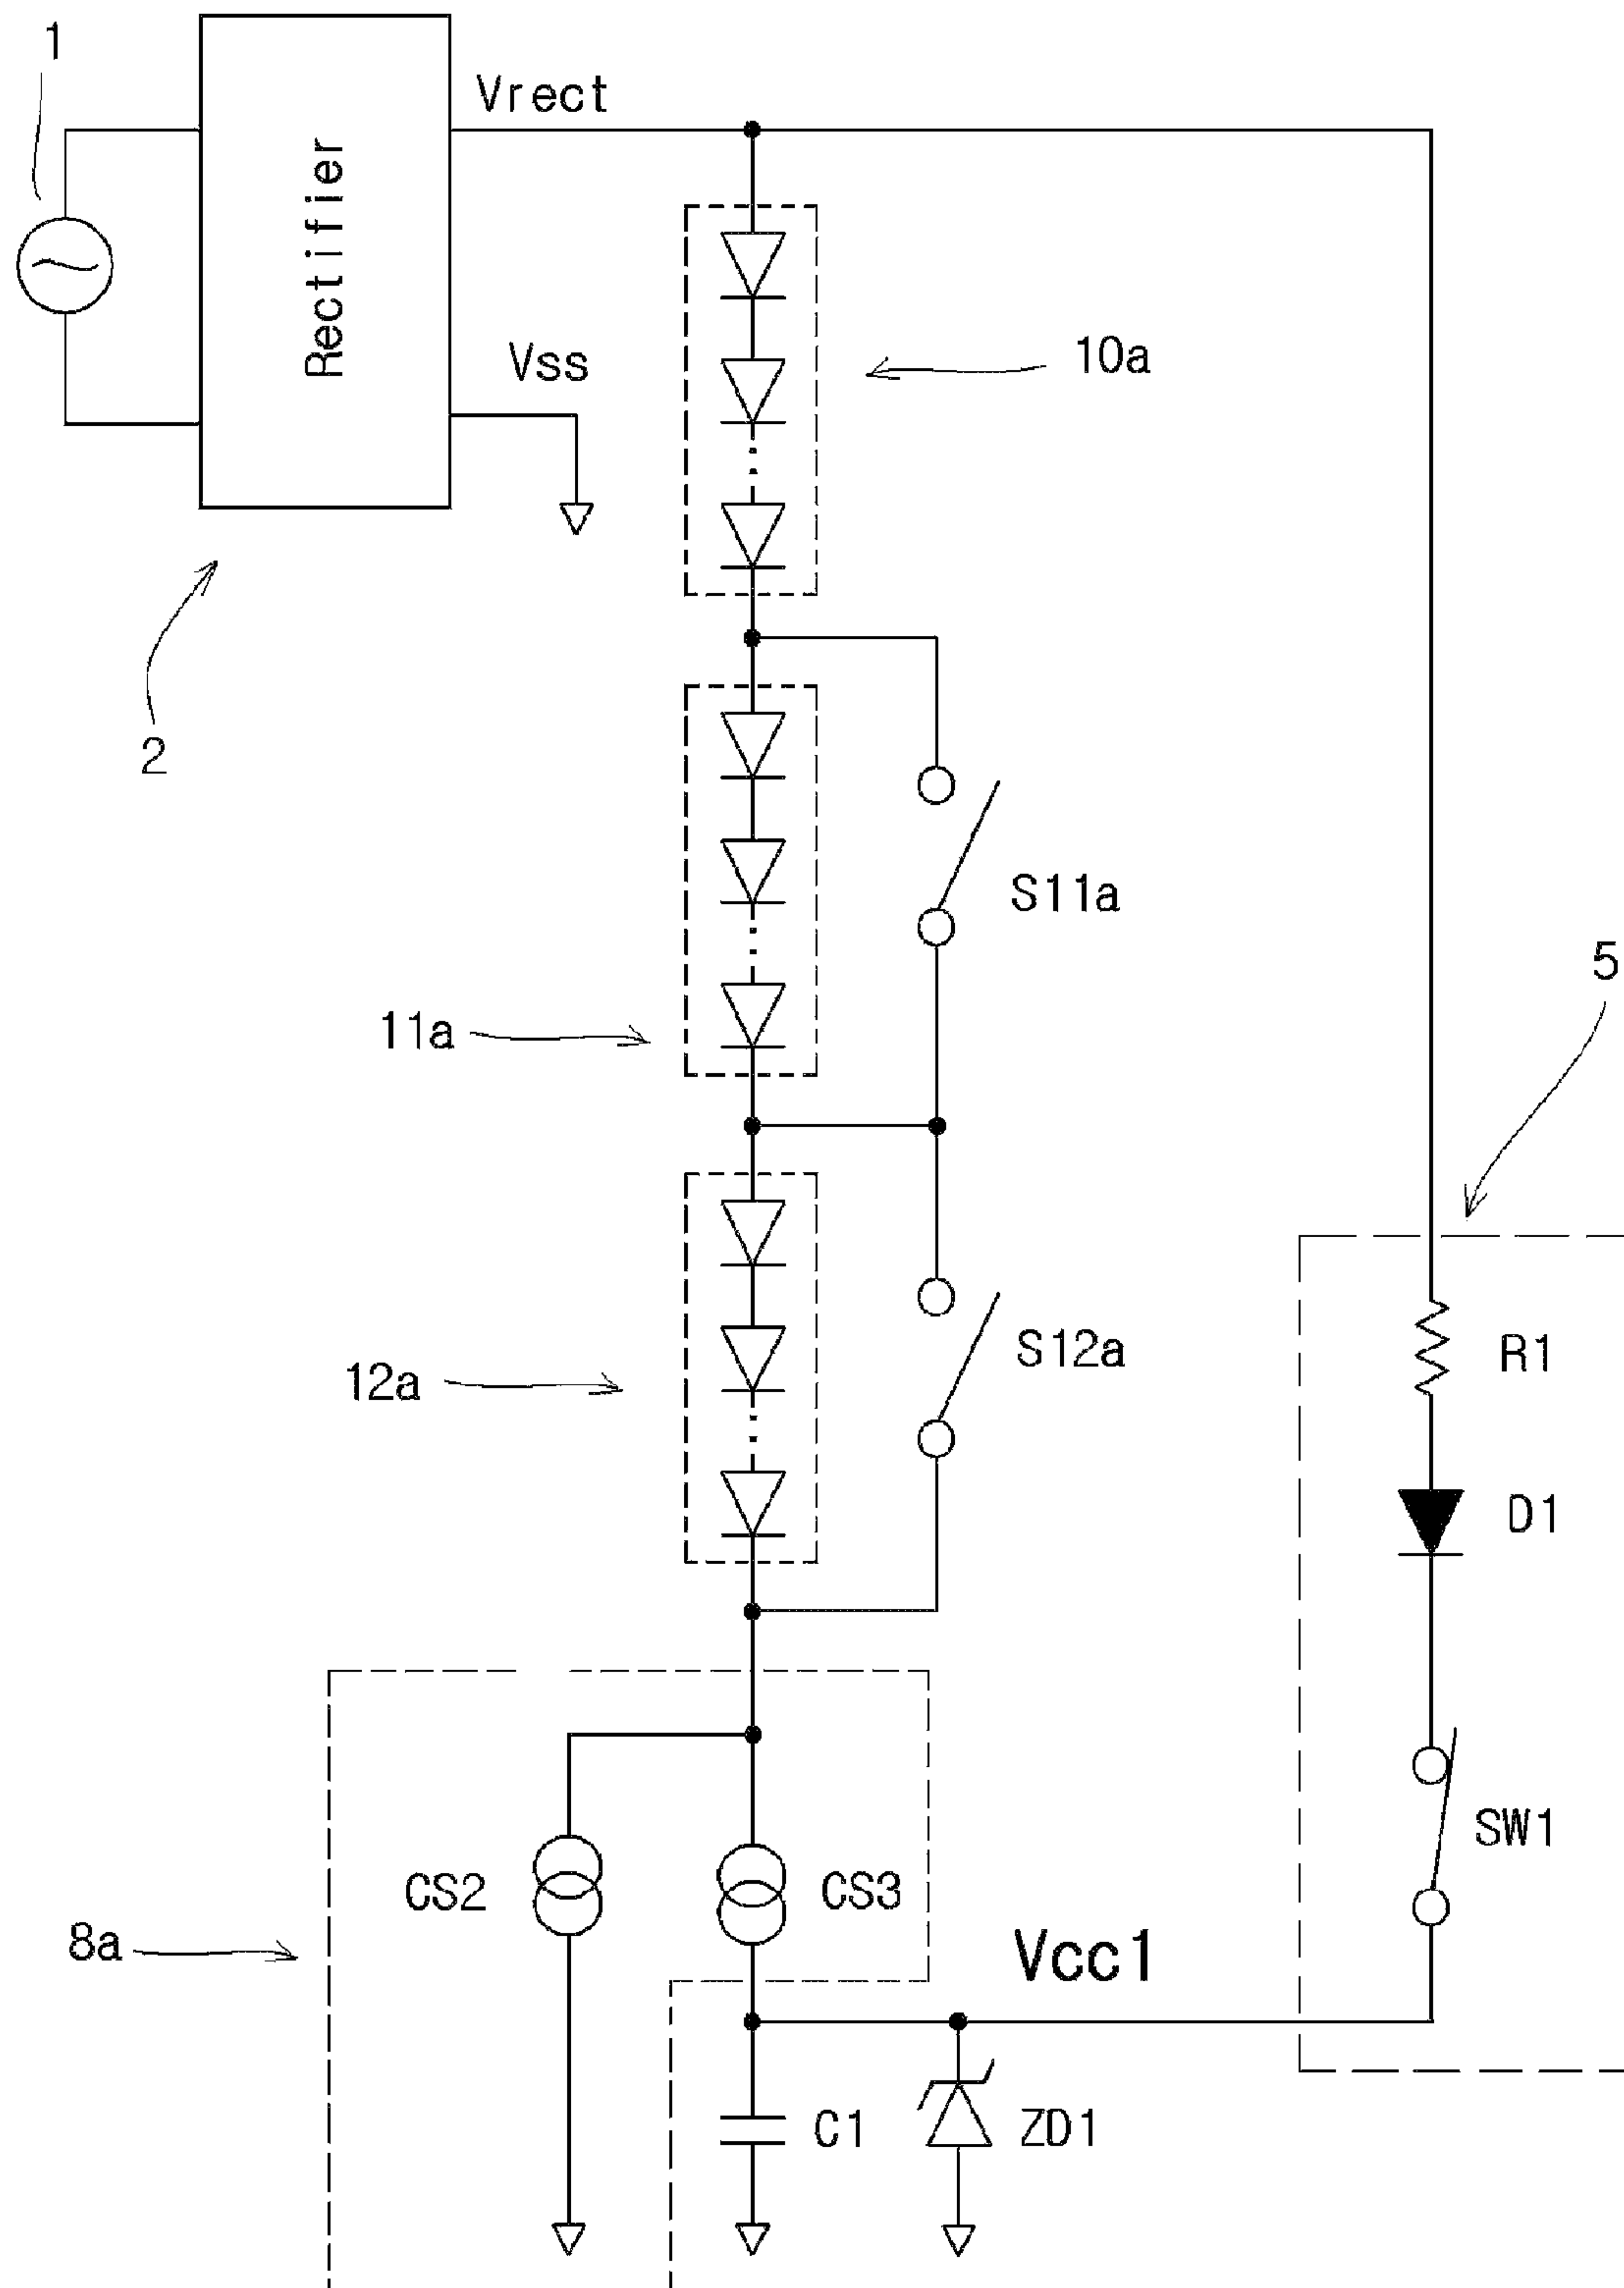 1
Vrect
Rectifier
Vss
10a
2
S11a
5
11a
R1
S12a
12a
D1
SW1
CS2
CS3
8a
Vcc1
C1
ZD1